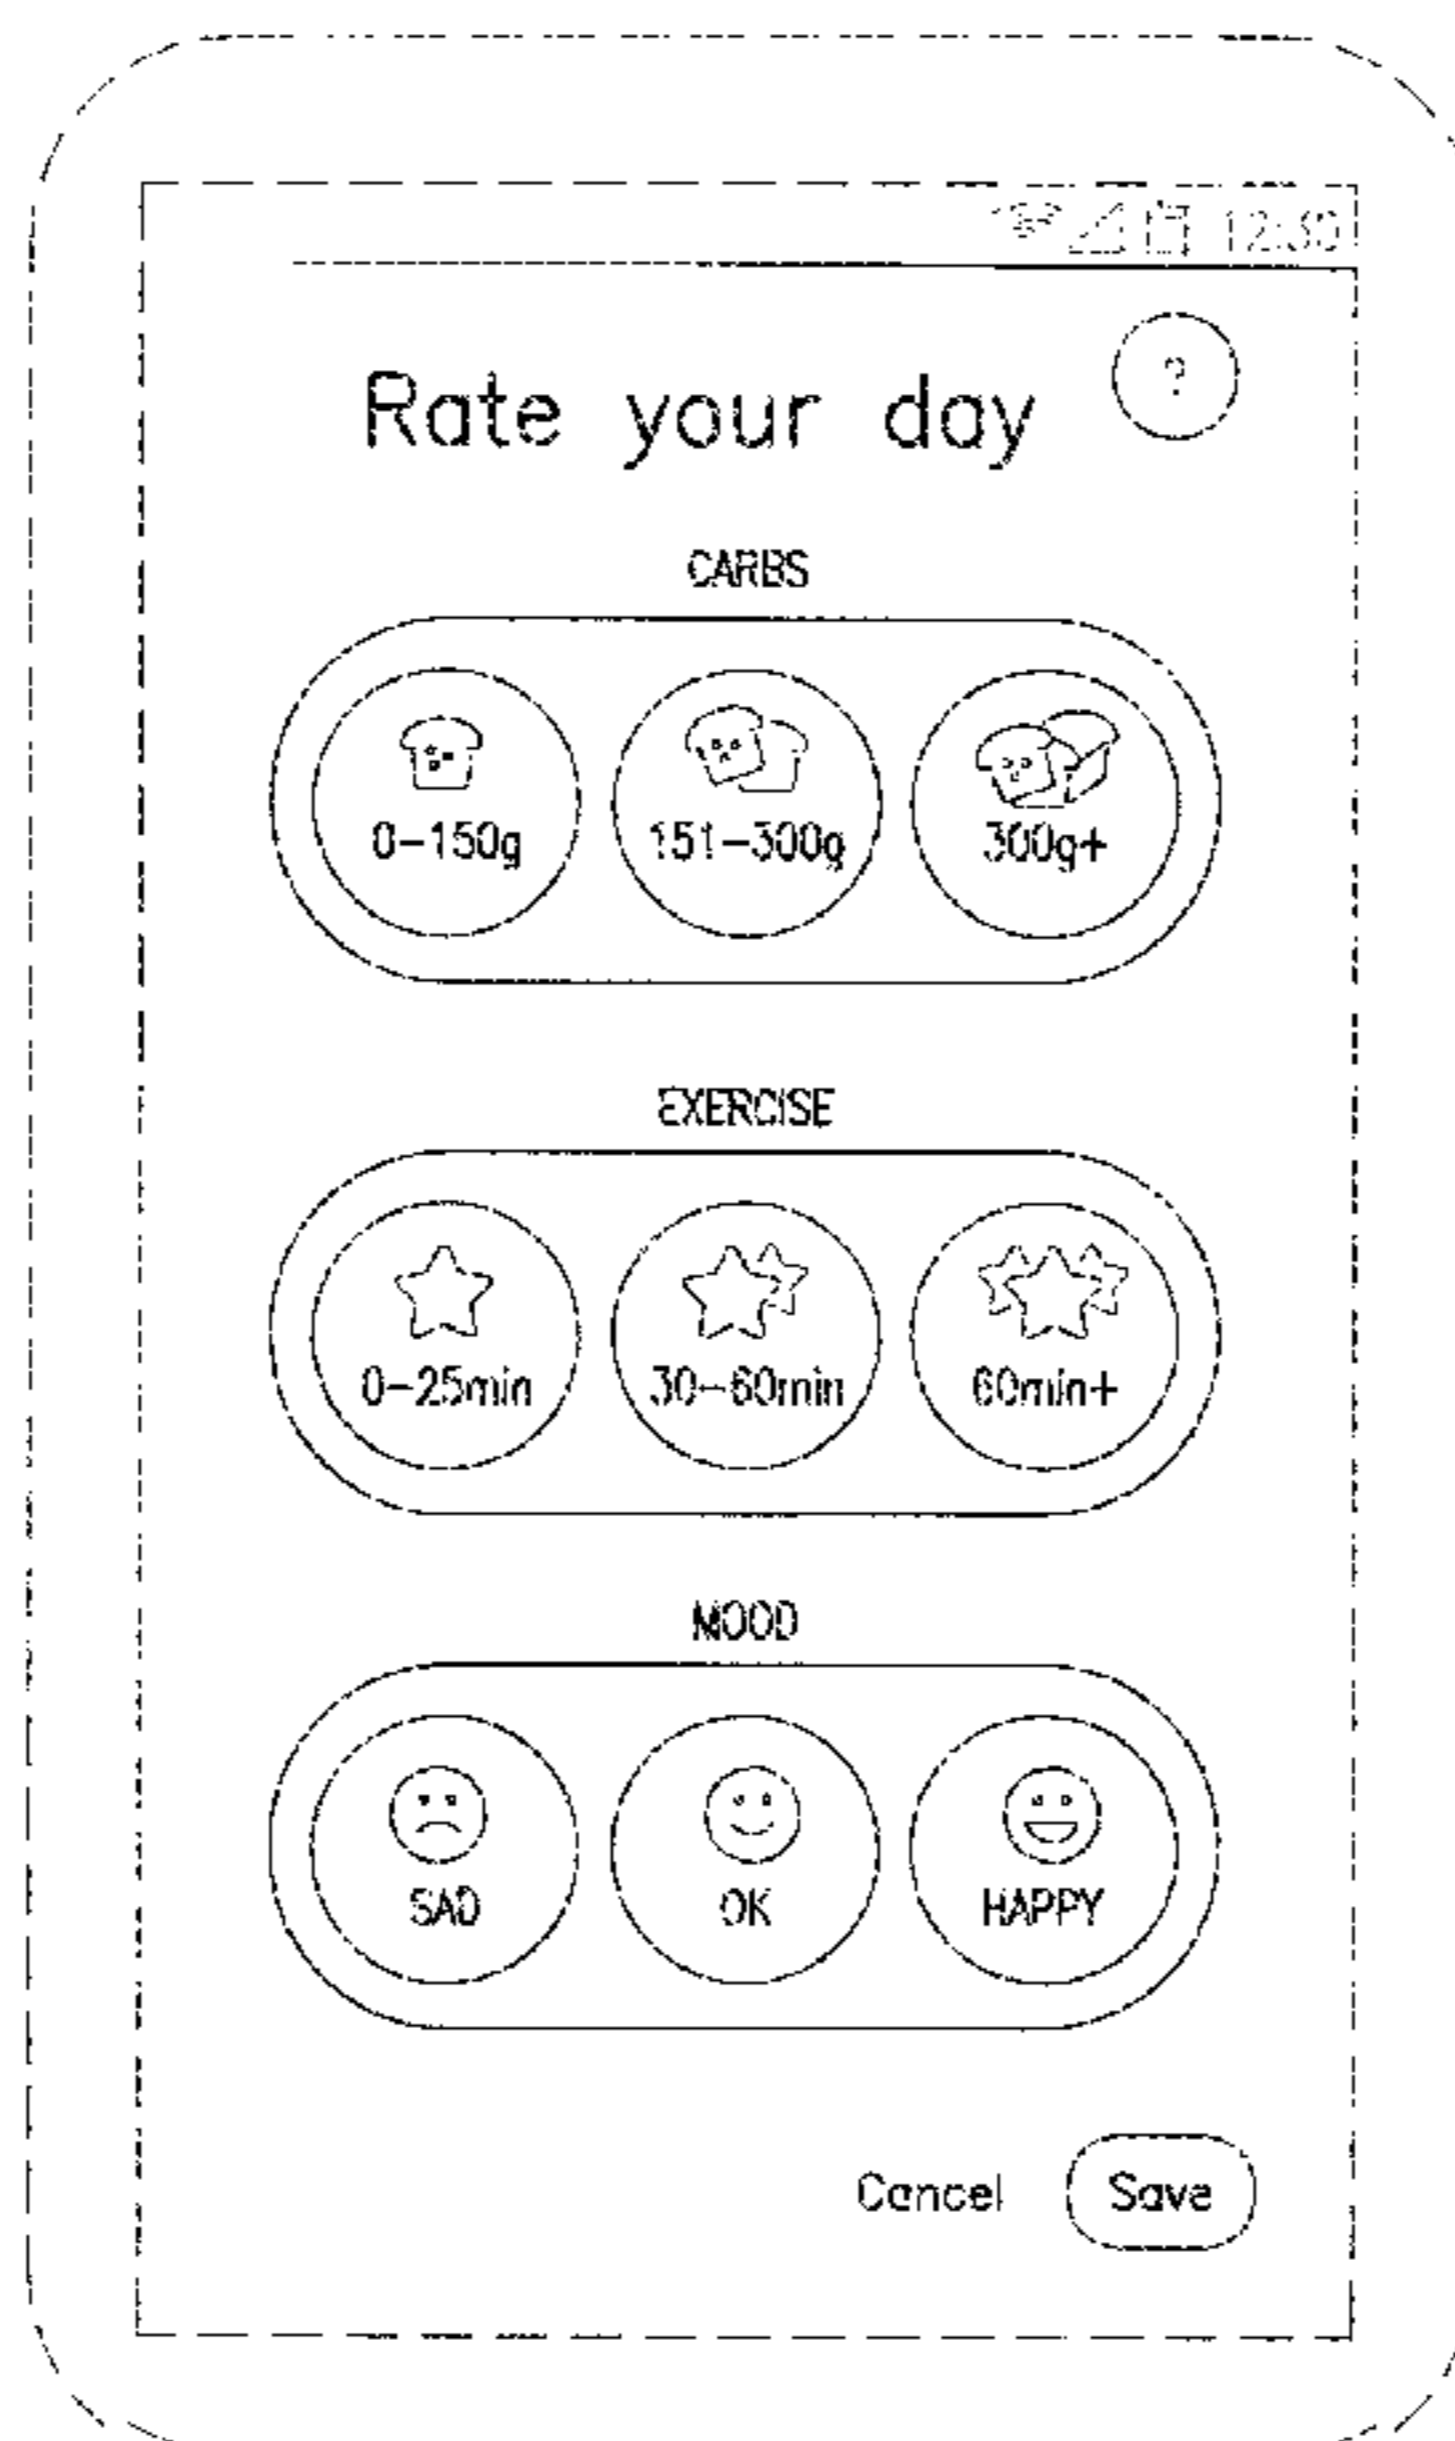 12:30
?
Rate your day
CARBS
0-150g 151-300g 300g+
EXERCISE
0-25min 30-60min 60min+
MOOD
SAD OK HAPPY
Cancel Save